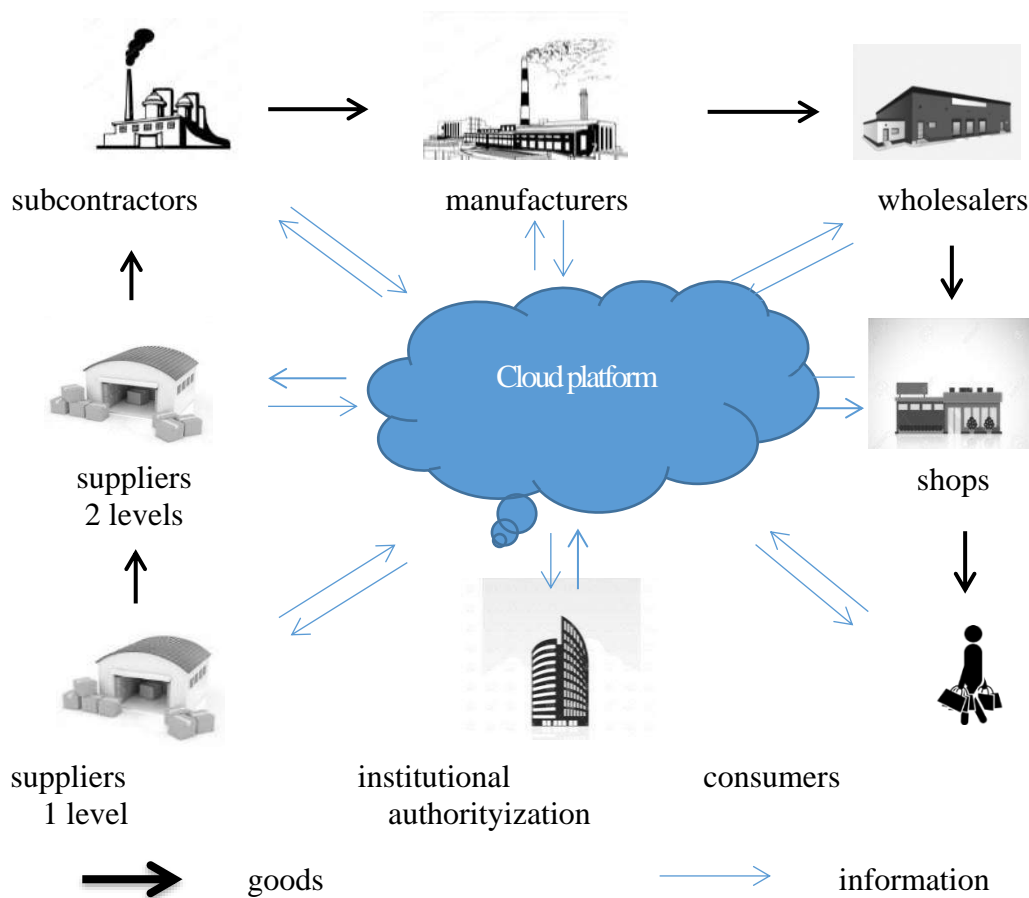 subcontractors
manufacturers
wholesalers
Cloud platform
suppliers
2 levels
shops
suppliers
1 level
institutional
authorityization
consumers
goods
information